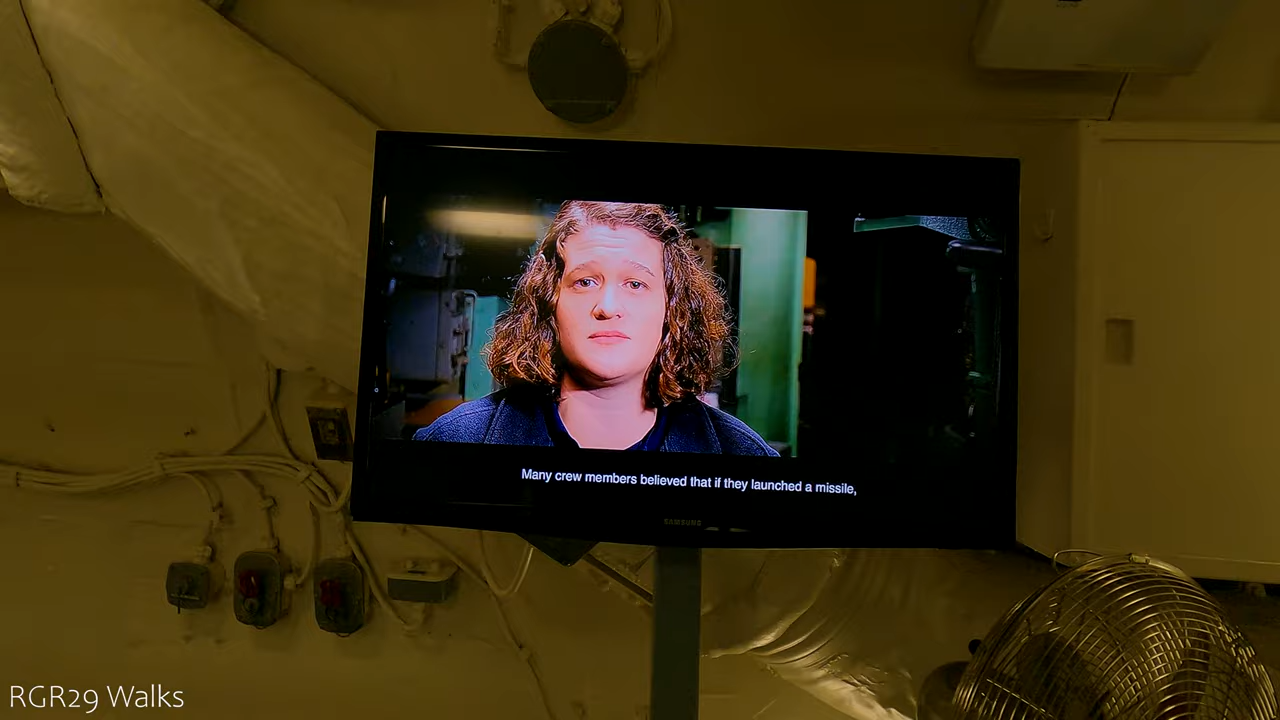 Many crew members believed that if they launched a missile,
SAMSUNG
RGR29 Walks